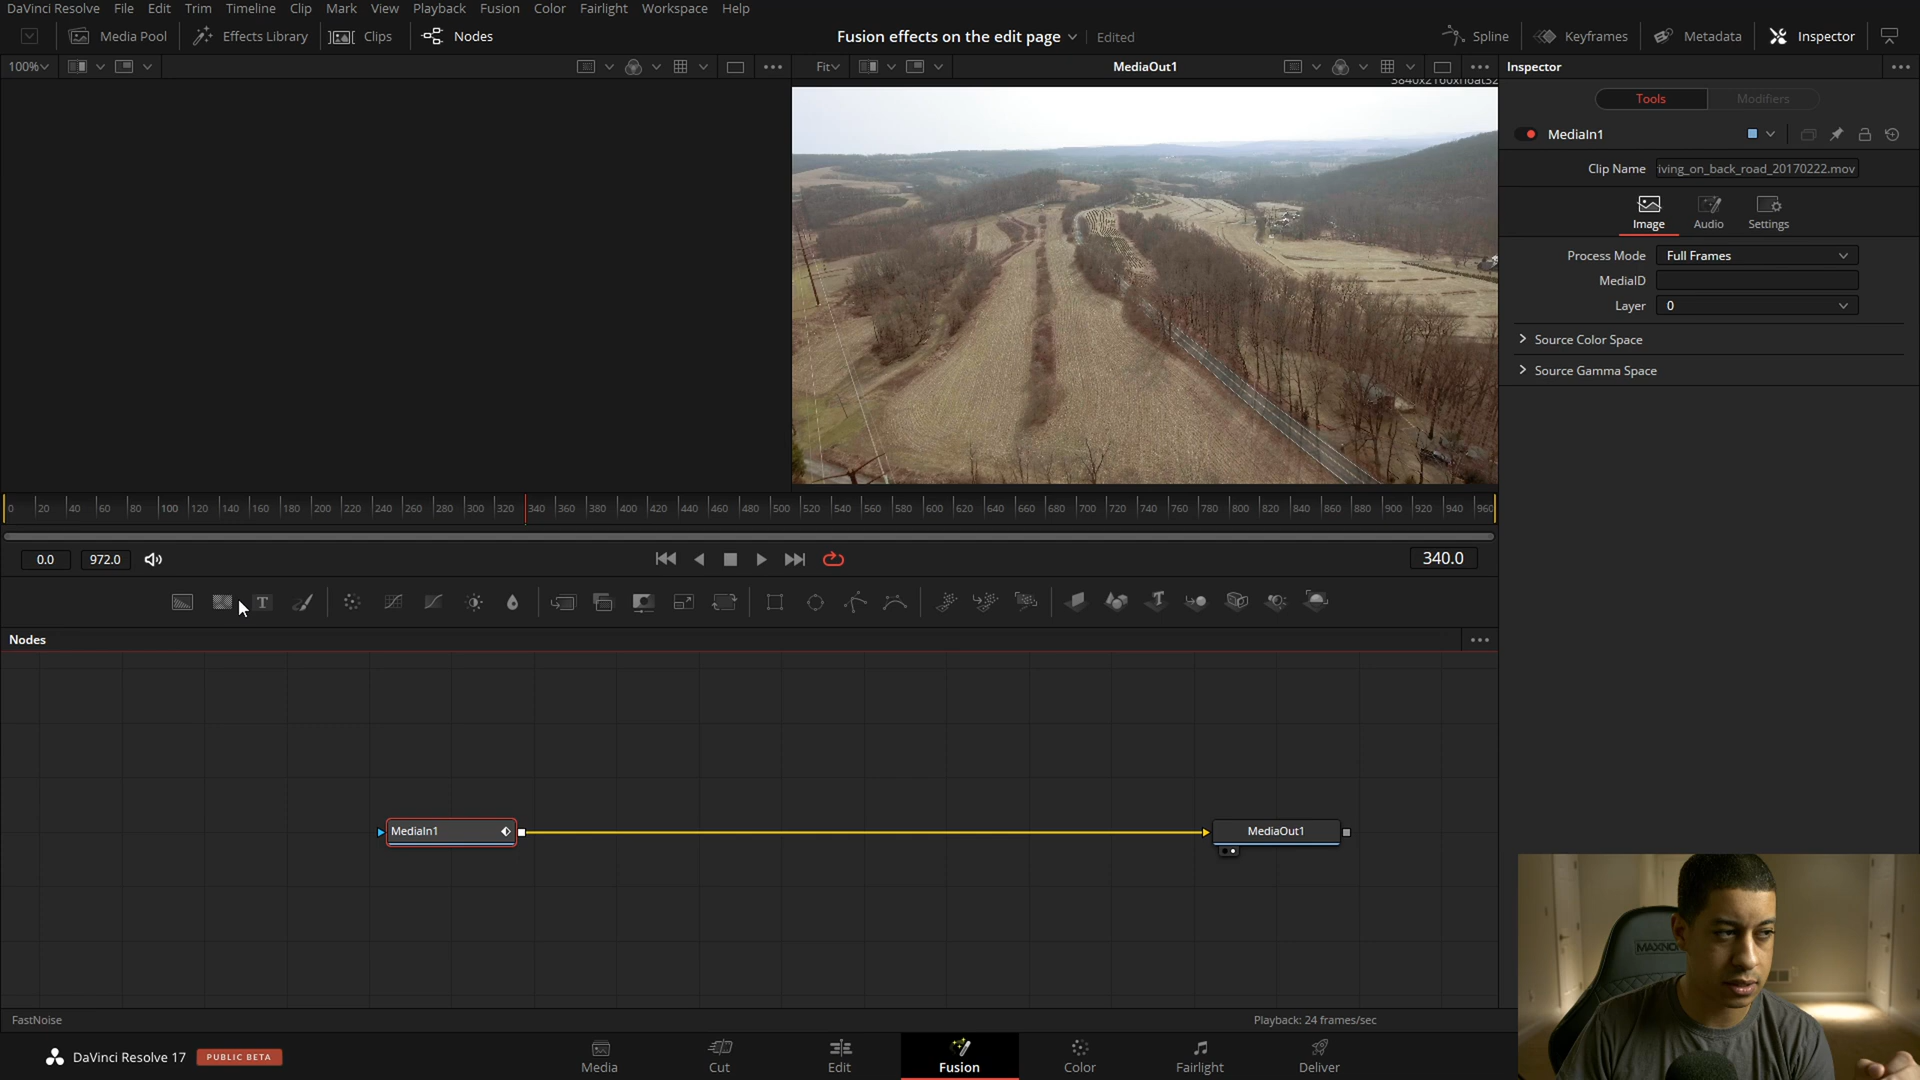 DaVinci Resolve File Edit Trim Timeline Clip Mark View Playback Fusion Color Fairlight Workspace Help
Media Pool Effects Library Clips Nodes Fusion effects on the edit page Edited Spline Keyframes Metadata Inspector
100% Fit MediaOut1 Inspector
3840x2160xfloat32
Tools Modifiers
MediaIn1
Clip Name iving_on_back_road_20170222.mov
Image Audio Settings
Process Mode Full Frames
MediaID
Layer 0
Source Color Space
Source Gamma Space
0 20 40 60 80 100 120 140 160 180 200 220 240 260 280 300 320 340 360 380 400 420 440 460 480 500 520 540 560 580 600 620 640 660 680 700 720 740 760 780 800 820 840 860 880 900 920 940 960
0.0 972.0 340.0
T T
Nodes
MediaIn1 MediaOut1
FastNoise Playback: 24 frames/sec
DaVinci Resolve 17 PUBLIC BETA Media Cut Edit Fusion Color Fairlight Deliver